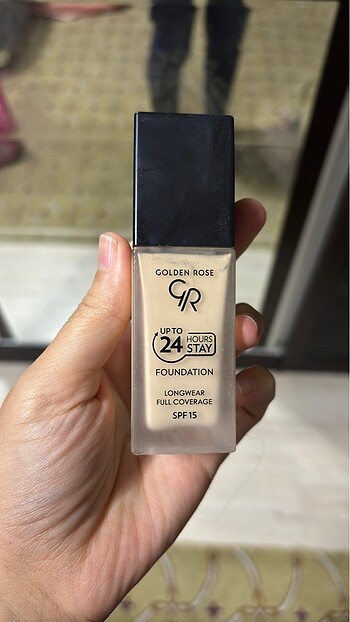 GOLDEN ROSE
GR
UP TO
24 HOURS
STAY
FOUNDATION
LONGWEAR
FULL COVERAGE
SPF 15